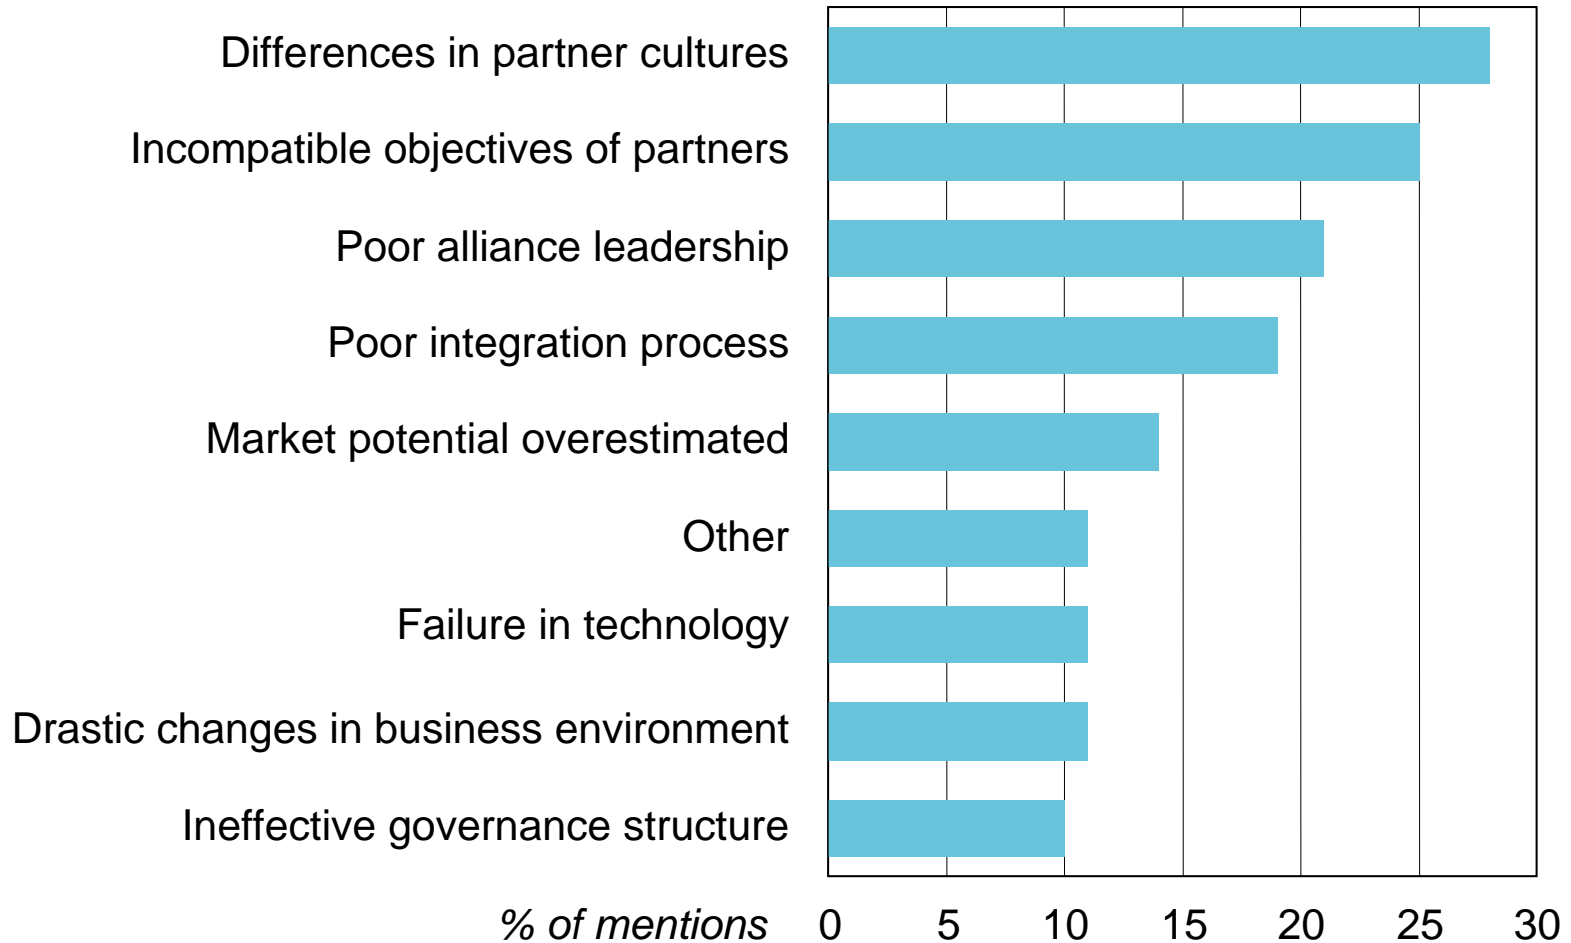 Differences in partner cultures
Incompatible objectives of partners
Poor alliance leadership
Poor integration process
Market potential overestimated
Other
Failure in technology
Drastic changes in business environment
Ineffective governance structure
% of mentions 0 5 10 15 20 25 30